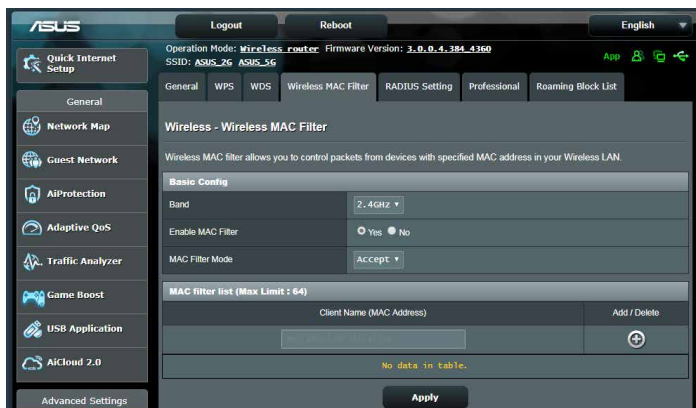 ASUS
Logout
Reboot
English
Quick Internet Setup
Operation Mode: Wireless router Firmware Version: 3.0.0.4.384_4360
SSID: ASUS_2G ASUS_5G
App
General
WPS
WDS
Wireless MAC Filter
RADIUS Setting
Professional
Roaming Block List
General
Network Map
Guest Network
AiProtection
Adaptive QoS
Traffic Analyzer
Game Boost
USB Application
AiCloud 2.0
Advanced Settings
Wireless - Wireless MAC Filter
Wireless MAC filter allows you to control packets from devices with specified MAC address in your Wireless LAN.
Basic Config
Band
2.4GHz
Enable MAC Filter
Yes No
MAC Filter Mode
Accept
MAC filter list (Max Limit : 64)
Client Name (MAC Address)
Add / Delete
No data in table.
Apply